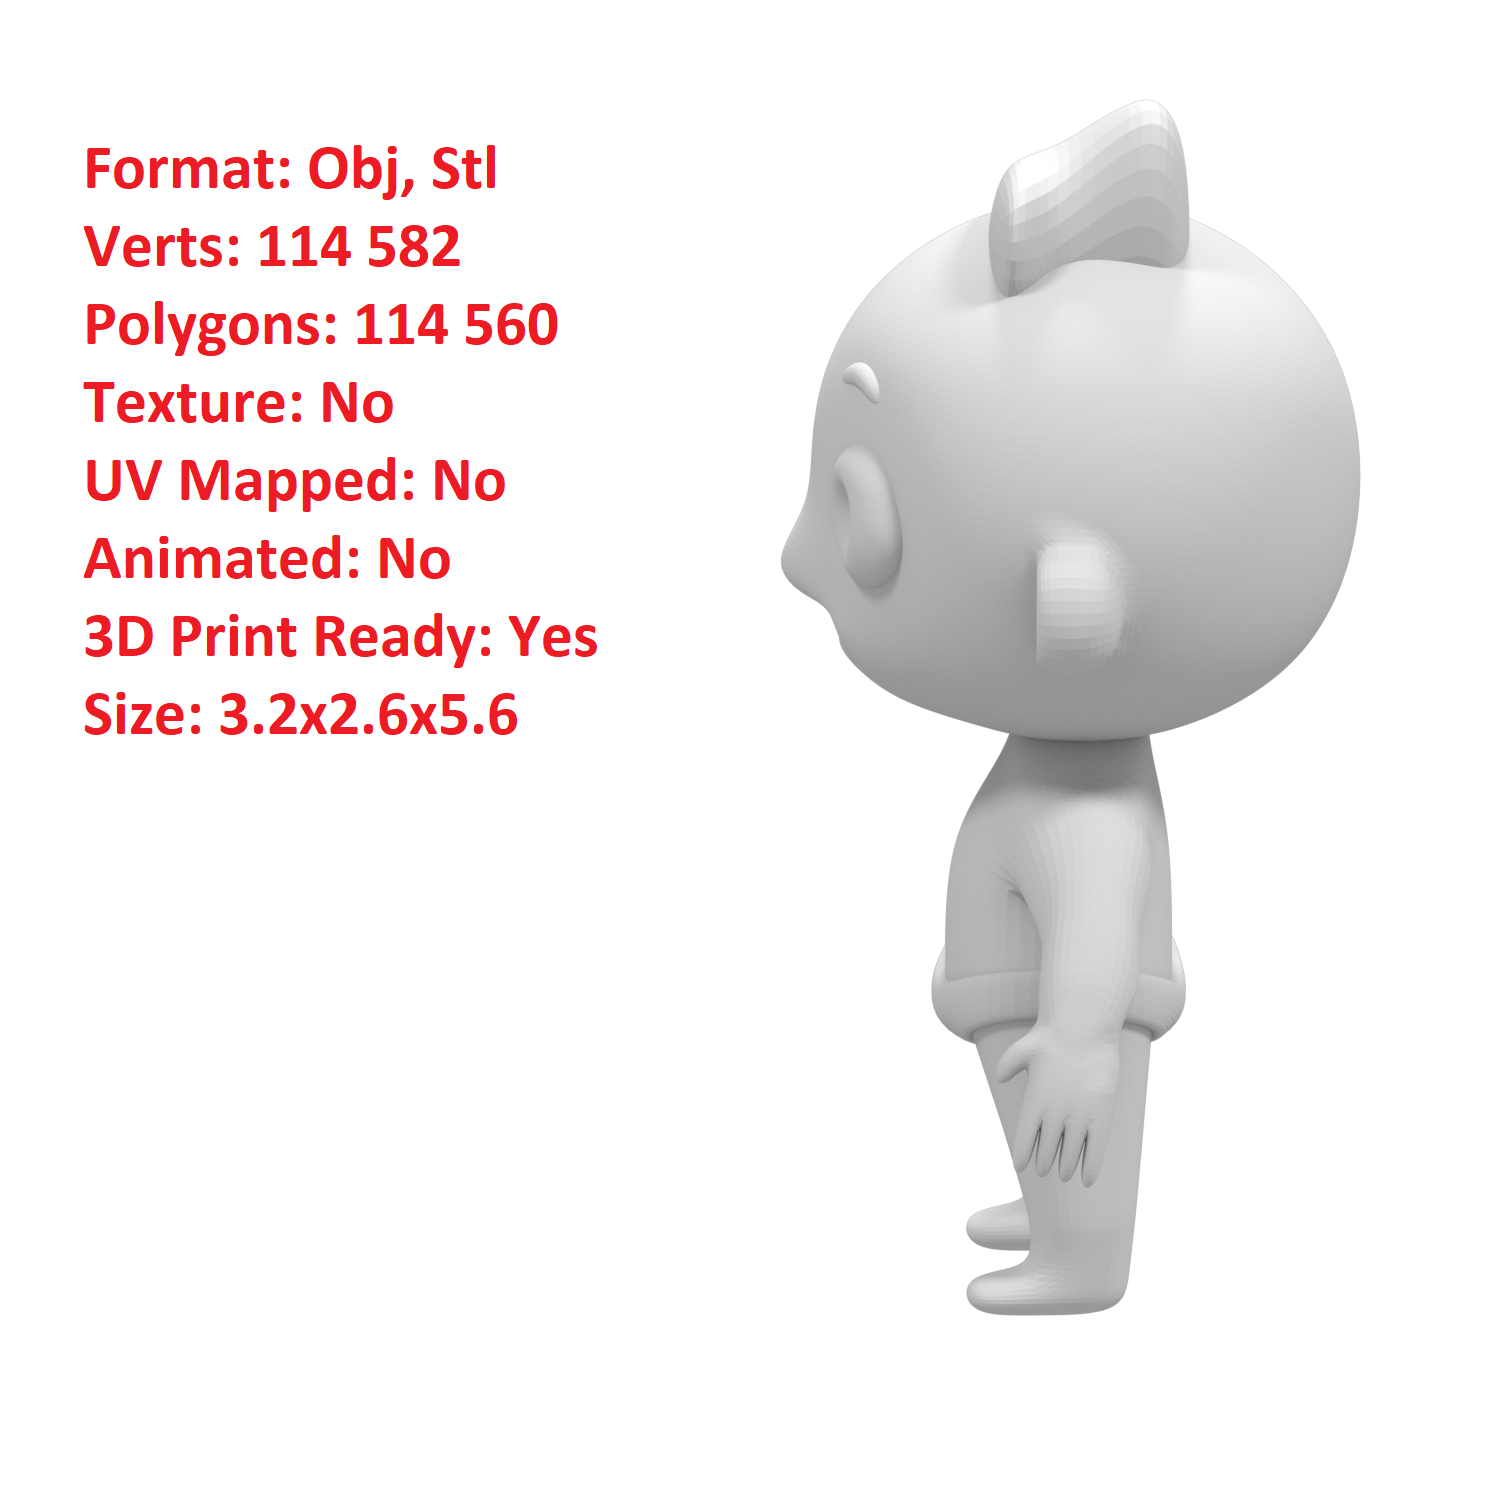 Format: Obj, Stl
Verts: 114 582
Polygons: 114 560
Texture: No
UV Mapped: No
Animated: No
3D Print Ready: Yes
Size: 3.2x2.6x5.6